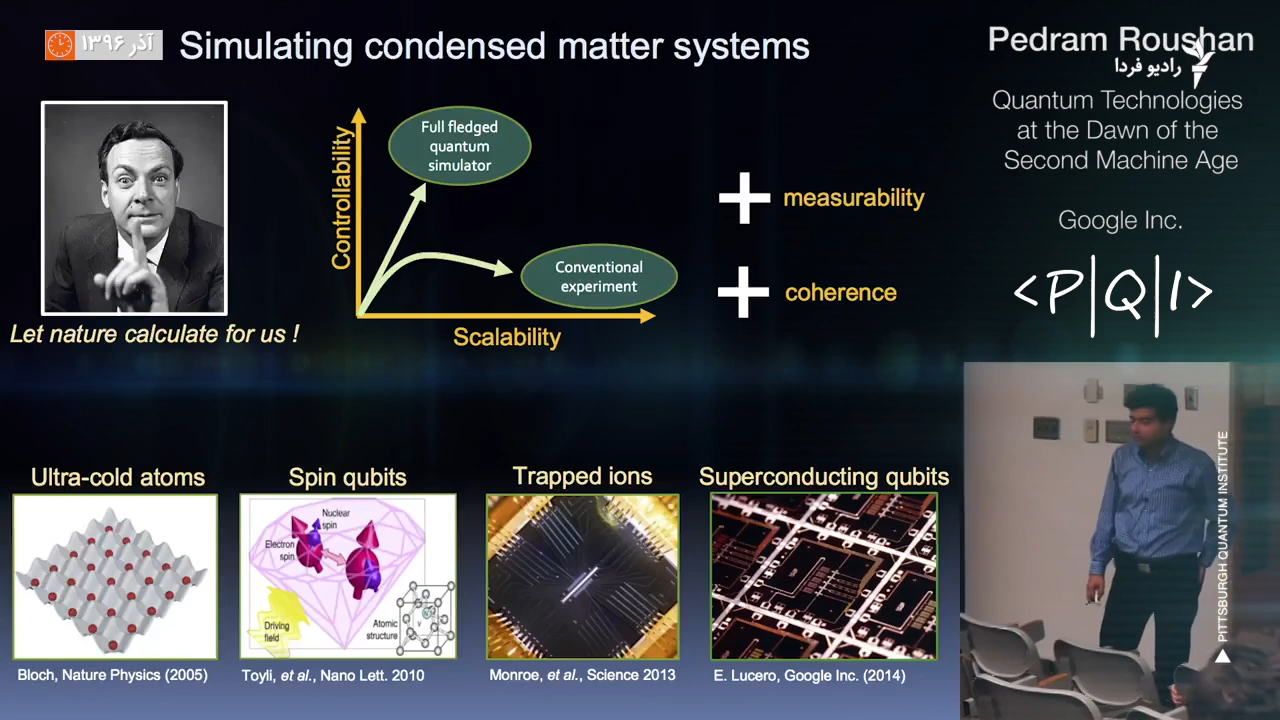 آذر ۱۳۹۶
Simulating condensed matter systems
Pedram Roushan
رادیو فردا
Quantum Technologies
at the Dawn of the
Second Machine Age
Google Inc.
<P|Q|I>
Let nature calculate for us !
Controllability
Full fledged
quantum
simulator
Conventional
experiment
Scalability
measurability
coherence
Ultra-cold atoms
Bloch, Nature Physics (2005)
Spin qubits
Nuclear
spin
Electron
spin
Driving
field
Atomic
structure
Toyli, et al., Nano Lett. 2010
Trapped ions
Monroe, et al., Science 2013
Superconducting qubits
E. Lucero, Google Inc. (2014)
PITTSBURGH QUANTUM INSTITUTE